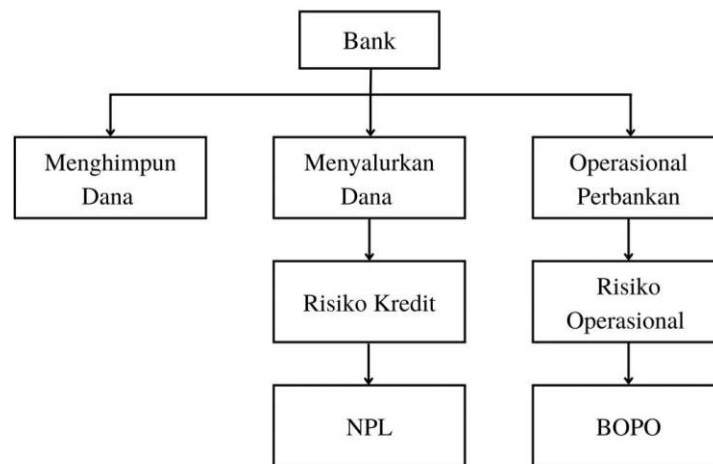 Bank
Menghimpun
Dana
Menyalurkan
Dana
Operasional
Perbankan
Risiko Kredit
Risiko
Operasional
NPL
BOPO